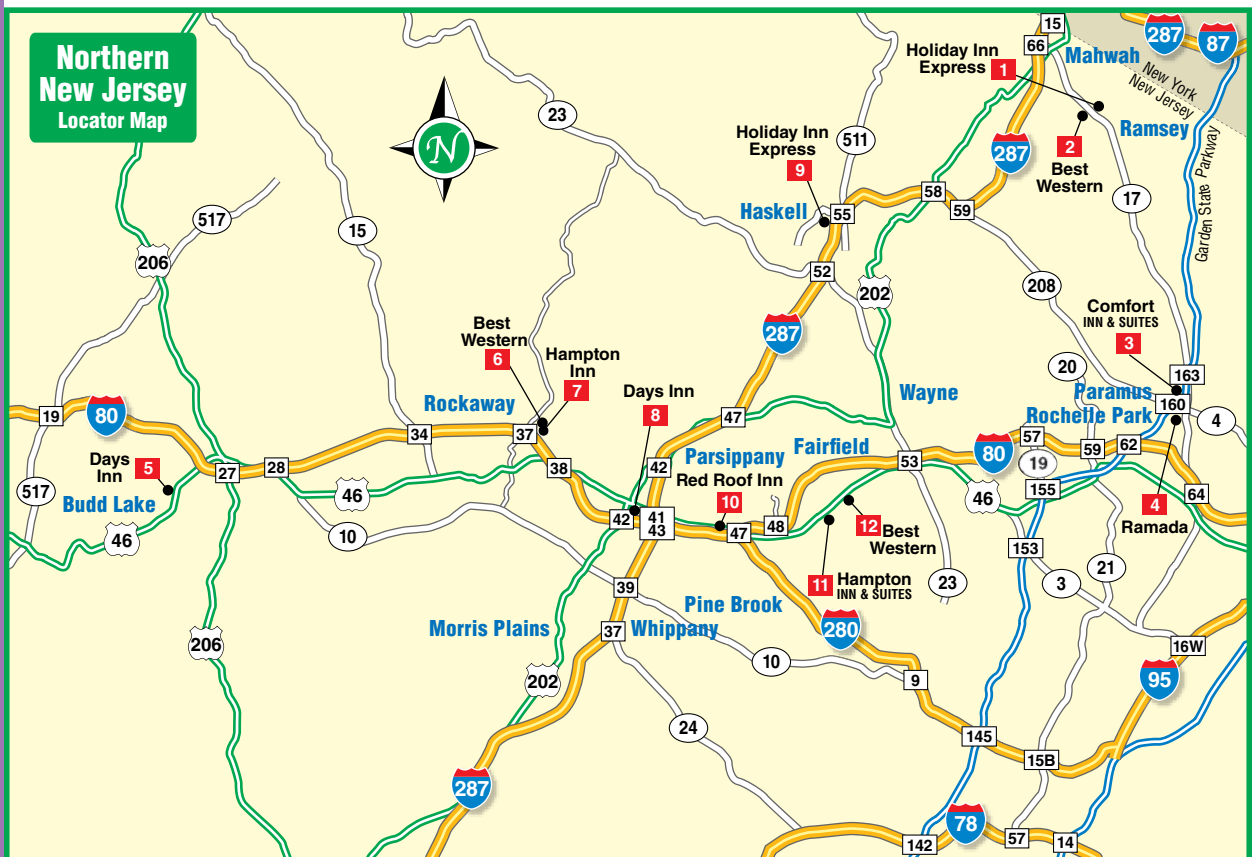 Northern
New Jersey
Locator Map
N
15
66
Mahwah
287
87
New York
New Jersey
Holiday Inn
Express
1
Ramsey
2
Best
Western
Garden State Parkway
23
511
Holiday Inn
Express
9
287
Haskell
55
58
59
17
517
15
206
52
202
208
287
Comfort
INN & SUITES
3
Best
Western
6
Hampton
Inn
7
Days Inn
8
Wayne
20
163
Paramus
160
Rochelle Park
4
19
80
Rockaway
34
37
47
Fairfield
57
59
62
80
19
Days
Inn
5
27
28
38
42
Parsippany
Red Roof Inn
10
53
46
155
64
517
Budd Lake
46
46
10
42
41
43
47
48
12
Best
Western
4
Ramada
11
Hampton
INN & SUITES
153
39
23
3
21
Pine Brook
206
Morris Plains
37
Whippany
280
16W
10
202
9
95
24
145
15B
287
78
142
57
14